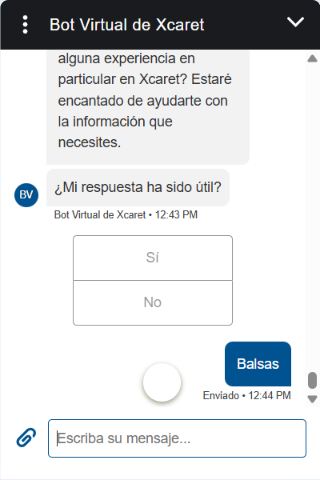 Bot Virtual de Xcaret
alguna experiencia en
particular en Xcaret? Estaré
encantado de ayudarte con
la información que
necesites.
¿Mi respuesta ha sido útil?
BV
Bot Virtual de Xcaret • 12:43 PM
Sí
No
Balsas
Enviado • 12:44 PM
Escriba su mensaje...